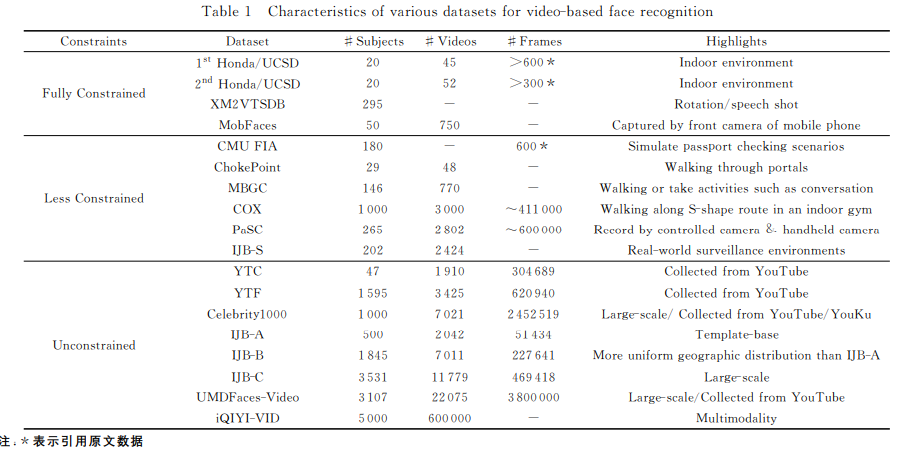 Table 1 Characteristics of various datasets for video-based face recognition
Constraints Dataset #Subjects #Videos #Frames Highlights
Fully Constrained
1st Honda/UCSD 20 45 >600* Indoor environment
2nd Honda/UCSD 20 52 >300* Indoor environment
XM2VTSDB 295 — — Rotation/speech shot
MobFaces 50 750 — Captured by front camera of mobile phone
Less Constrained
CMU FIA 180 — 600* Simulate passport checking scenarios
ChokePoint 29 48 — Walking through portals
MBGC 146 770 — Walking or take activities such as conversation
COX 1 000 3 000 ~411 000 Walking along S-shape route in an indoor gym
PaSC 265 2 802 ~600 000 Record by controlled camera & handheld camera
IJB-S 202 2 424 — Real-world surveillance environments
Unconstrained
YTC 47 1 910 304 689 Collected from YouTube
YTF 1 595 3 425 620 940 Collected from YouTube
Celebrity1000 1 000 7 021 2 452 519 Large-scale/ Collected from YouTube/YouKu
IJB-A 500 2 042 51 434 Template-base
IJB-B 1 845 7 011 227 641 More uniform geographic distribution than IJB-A
IJB-C 3 531 11 779 469 418 Large-scale
UMDFaces-Video 3 107 22 075 3 800 000 Large-scale/Collected from YouTube
iQIYI-VID 5 000 600 000 — Multimodality
注:*表示引用原文数据